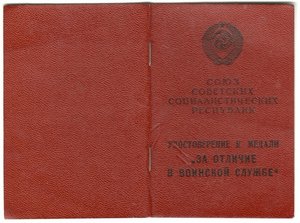 СОЮЗ
СОВЕТСКИХ
СОЦИАЛИСТИЧЕСКИХ
РЕСПУБЛИК
УДОСТОВЕРЕНИЕ К МЕДАЛИ
„ЗА ОТЛИЧИЕ
В ВОИНСКОЙ СЛУЖБЕ“